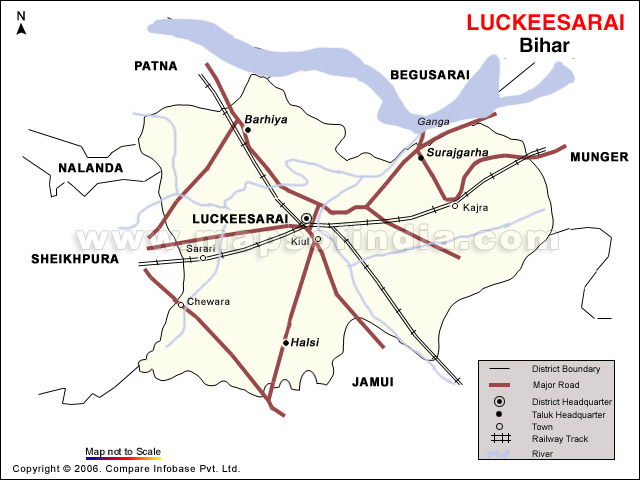 N
LUCKEESARAI
Bihar
PATNA
BEGUSARAI
Barhiya
Ganga
Surajgarha
MUNGER
NALANDA
Kajra
LUCKEESARAI
www.mapsofindia.com
Kiul
Sarari
SHEIKHPURA
Chewara
Halsi
JAMUI
District Boundary
Major Road
District Headquarter
Taluk Headquarter
Town
Railway Track
River
Map not to Scale
Copyright © 2006. Compare Infobase Pvt. Ltd.